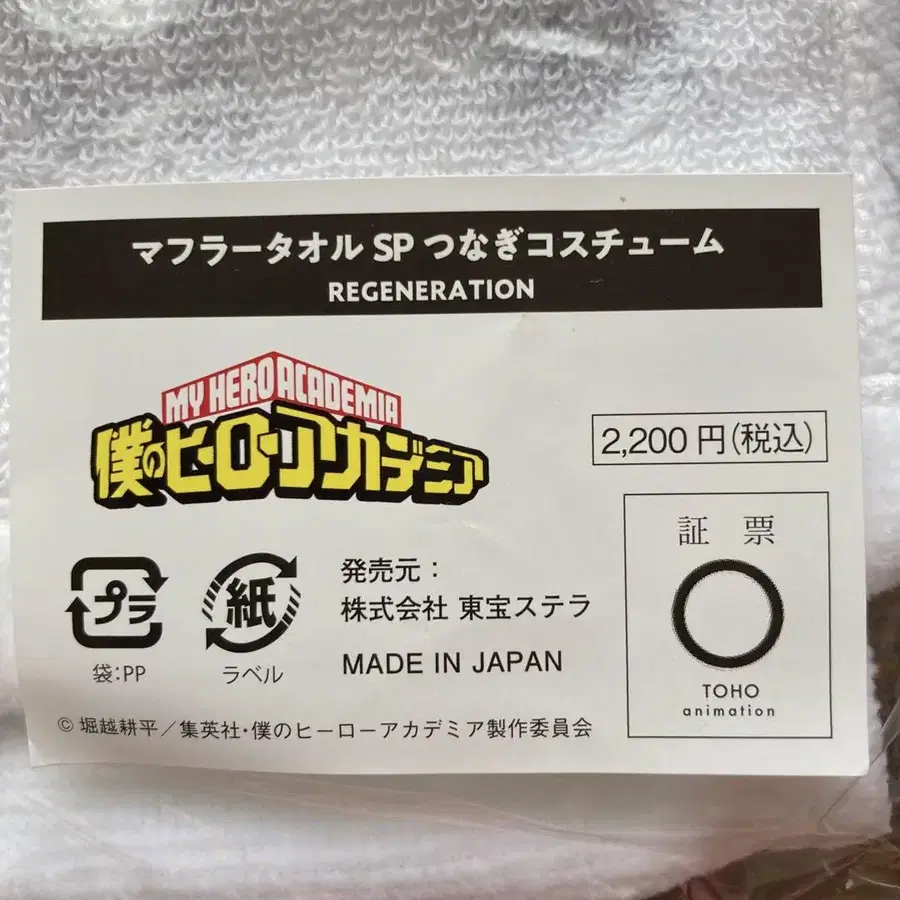 マフラータオル SP つなぎコスチューム
REGENERATION
MY HERO ACADEMIA
僕のヒーローアカデミア
2,200 円(税込)
証 票
TOHO
animation
プラ
袋:PP
紙
ラベル
発売元:
株式会社 東宝ステラ
MADE IN JAPAN
© 堀越耕平／集英社・僕のヒーローアカデミア製作委員会